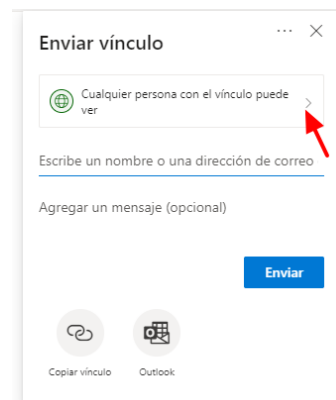 Enviar vínculo
Cualquier persona con el vínculo puede
ver
Escribe un nombre o una dirección de correo
Agregar un mensaje (opcional)
Enviar
Copiar vínculo
Outlook